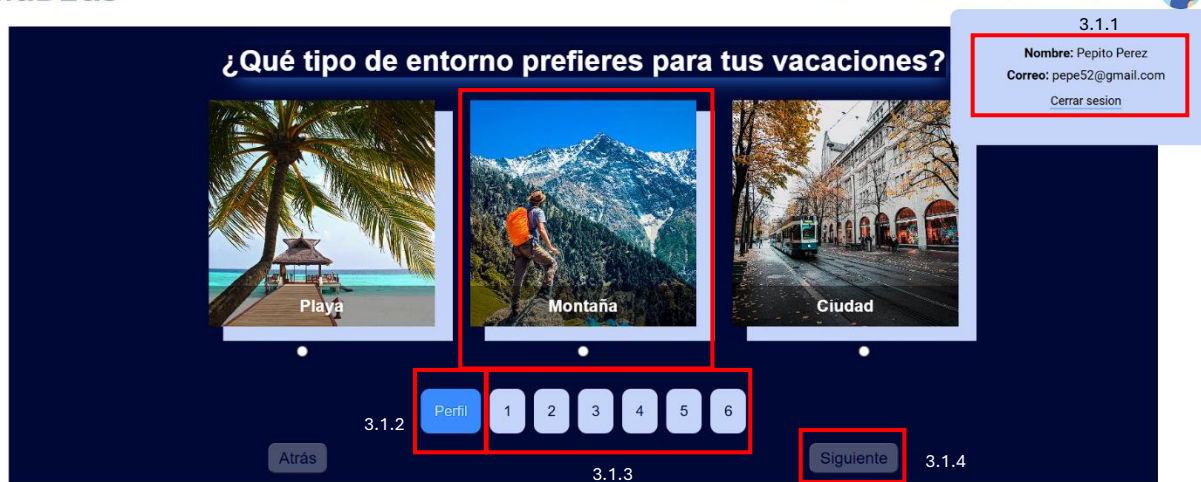 3.1.1
Nombre: Pepito Perez
Correo: pepe52@gmail.com
Cerrar sesion
¿Qué tipo de entorno prefieres para tus vacaciones?
Playa
Montaña
Ciudad
3.1.2
Perfil 1 2 3 4 5 6
Atrás
3.1.3
Siguiente
3.1.4